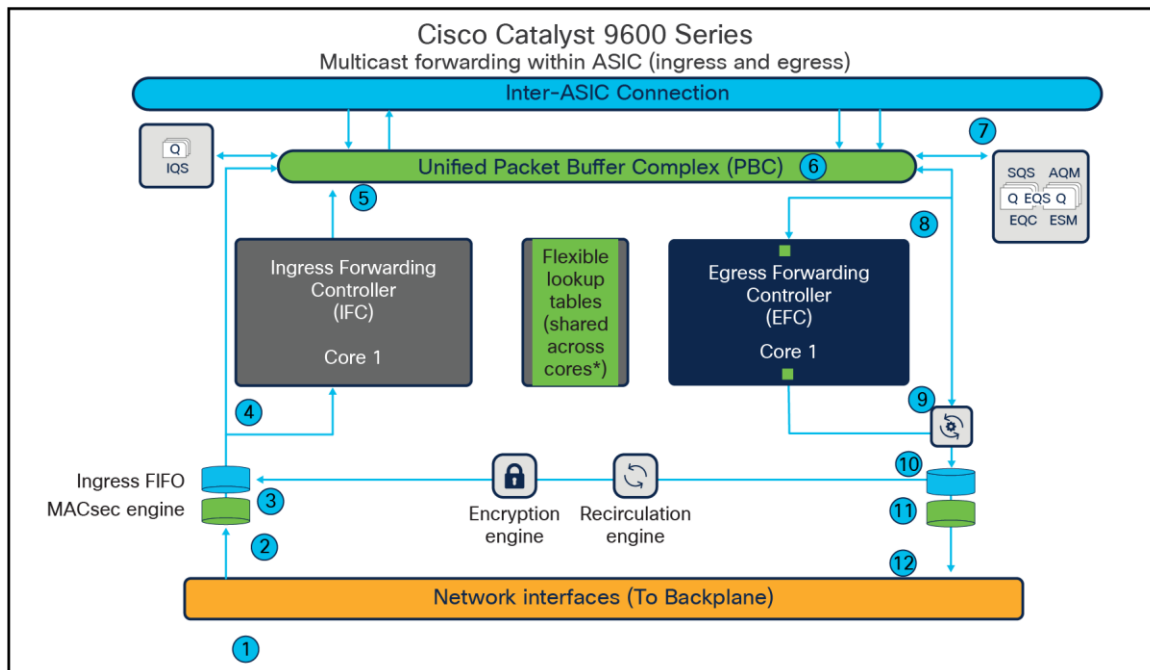 Cisco Catalyst 9600 Series
Multicast forwarding within ASIC (ingress and egress)
Inter-ASIC Connection
7
Q
IQS
Unified Packet Buffer Complex (PBC)
6
SQS AQM
Q EQS Q
EQC ESM
5
8
Ingress Forwarding
Controller
(IFC)
Core 1
Flexible
lookup
tables
(shared
across
cores*)
Egress Forwarding
Controller
(EFC)
Core 1
4
9
Ingress FIFO
MACsec engine
3
2
Encryption
engine
Recirculation
engine
10
11
12
Network interfaces (To Backplane)
1